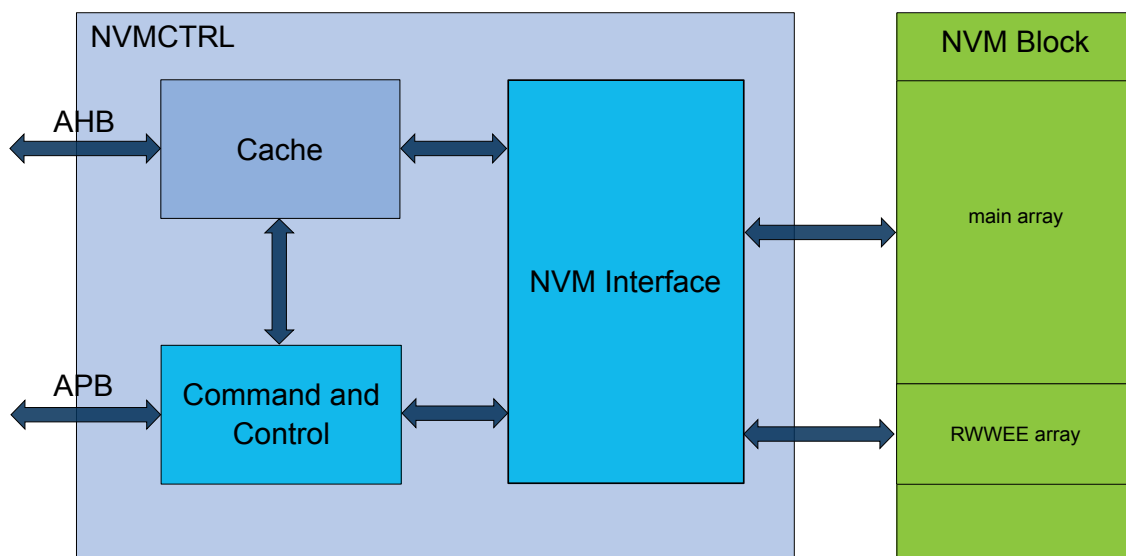 NVMCTRL
NVM Block
AHB
Cache
main array
NVM Interface
APB
Command and
Control
RWWEE array